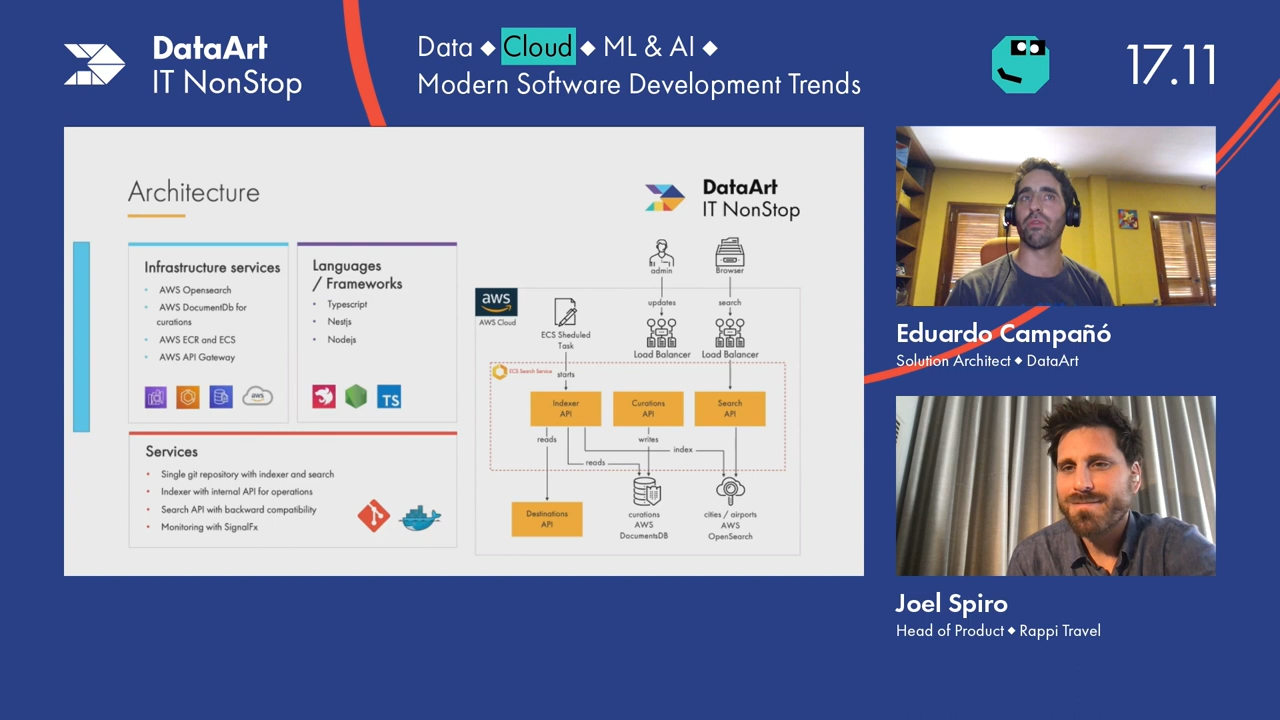 DataArt
IT NonStop
Data ◆ Cloud ◆ ML & AI ◆
Modern Software Development Trends
17.11
Architecture
DataArt
IT NonStop
Infrastructure services
• AWS Opensearch
• AWS DocumentDb for
curations
• AWS ECR and ECS
• AWS API Gateway
aws
Languages
/ Frameworks
• Typescript
• Nestjs
• Nodejs
TS
Services
• Single git repository with indexer and search
• Indexer with internal API for operations
• Search API with backward compatibility
• Monitoring with SignalFx
admin
Browser
updates
search
aws
AWS Cloud
ECS Sheduled
Task
Load Balancer
Load Balancer
ECS Search Service
starts
Indexer
API
Curations
API
Search
API
reads
writes
index
reads
Destinations
API
curations
AWS
DocumentsDB
cities / airports
AWS
OpenSearch
Eduardo Campañó
Solution Architect ◆ DataArt
Joel Spiro
Head of Product ◆ Rappi Travel